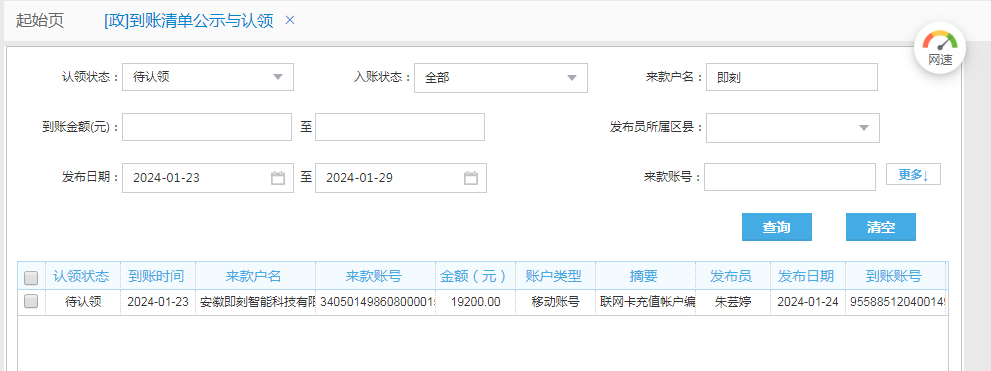 起始页 [政]到账清单公示与认领 ×
网速
认领状态： 待认领 入账状态： 全部 来款户名： 即刻
到账金额(元)： 至 发布员所属区县：
发布日期： 2024-01-23 至 2024-01-29 来款账号： 更多↓
查询 清空
认领状态 到账时间 来款户名 来款账号 金额（元） 账户类型 摘要 发布员 发布日期 到账账号
待认领 2024-01-23 安徽即刻智能科技有限 34050149860800001 19200.00 移动账号 联网卡充值帐户编 朱芸婷 2024-01-24 95588512040014